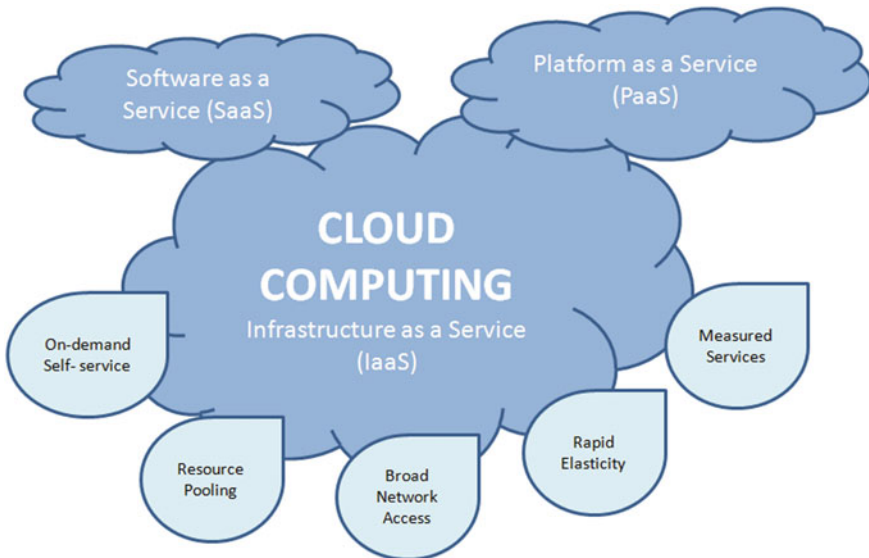 Software as a
Service (SaaS)
Platform as a Service
(PaaS)
CLOUD
COMPUTING
Infrastructure as a Service
(IaaS)
On-demand
Self- service
Resource
Pooling
Broad
Network
Access
Rapid
Elasticity
Measured
Services